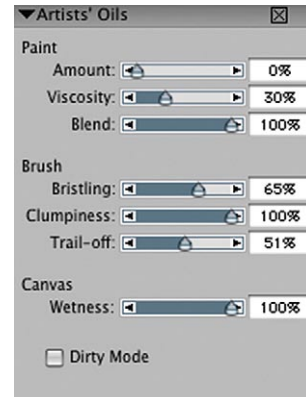 Artists' Oils
Paint
Amount: 0%
Viscosity: 30%
Blend: 100%
Brush
Bristling: 65%
Clumpiness: 100%
Trail-off: 51%
Canvas
Wetness: 100%
Dirty Mode